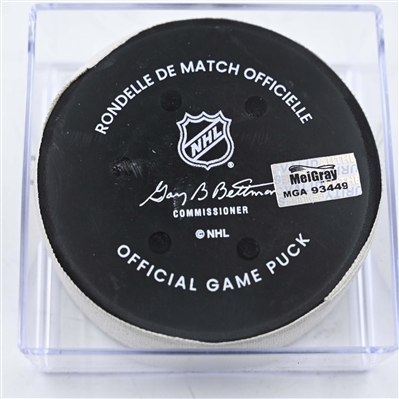 RONDELLE DE MATCH OFFICIELLE
NHL
Gary B Bettman
COMMISSIONER
© NHL
OFFICIAL GAME PUCK
MeiGray
MGA 93449